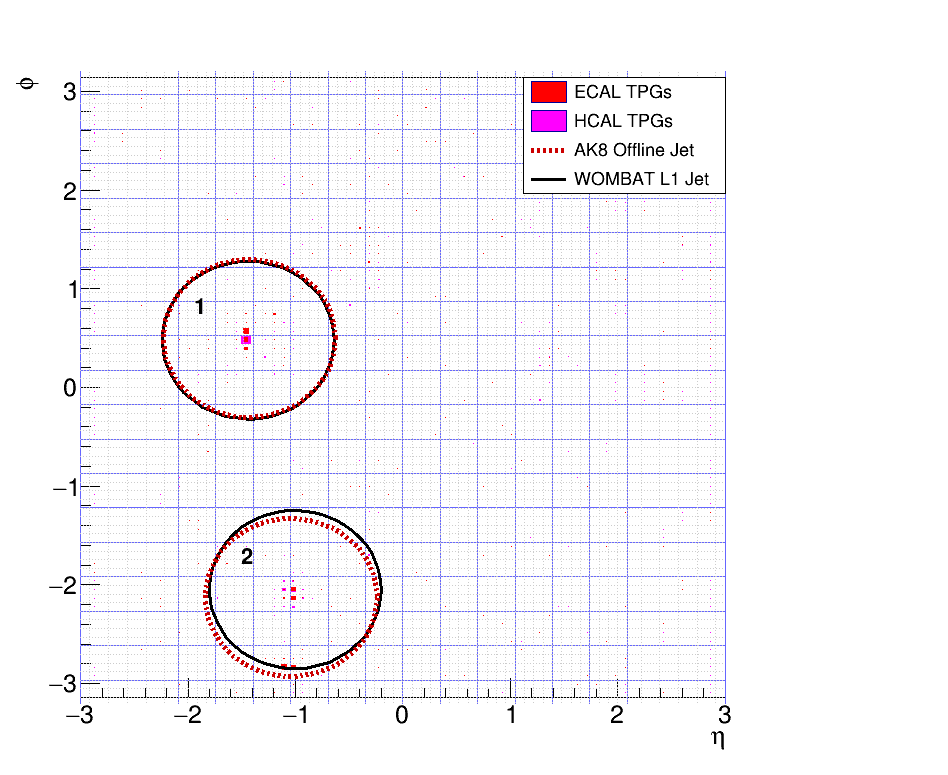 φ
3
2
1
0
−1
−2
−3
ECAL TPGs
HCAL TPGs
AK8 Offline Jet
WOMBAT L1 Jet
1
2
−3 −2 −1 0 1 2 3
η